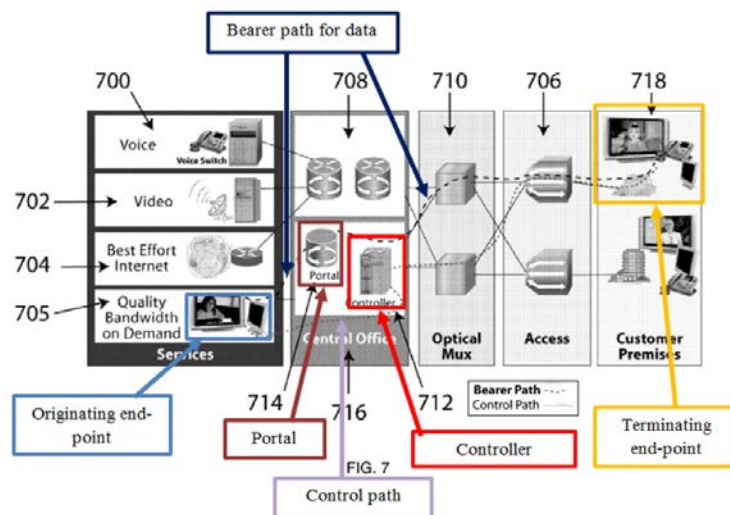 Bearer path for data
700
708
710
706
718
Voice
Voice Switch
702
Video
704
Best Effort
Internet
Portal
705
Quality
Bandwidth
on Demand
Controller
Services
Central Office
Optical
Mux
Access
Customer
Premises
714
716
712
Bearer Path
Control Path
Originating end-
point
Portal
Controller
Terminating
end-point
FIG. 7
Control path